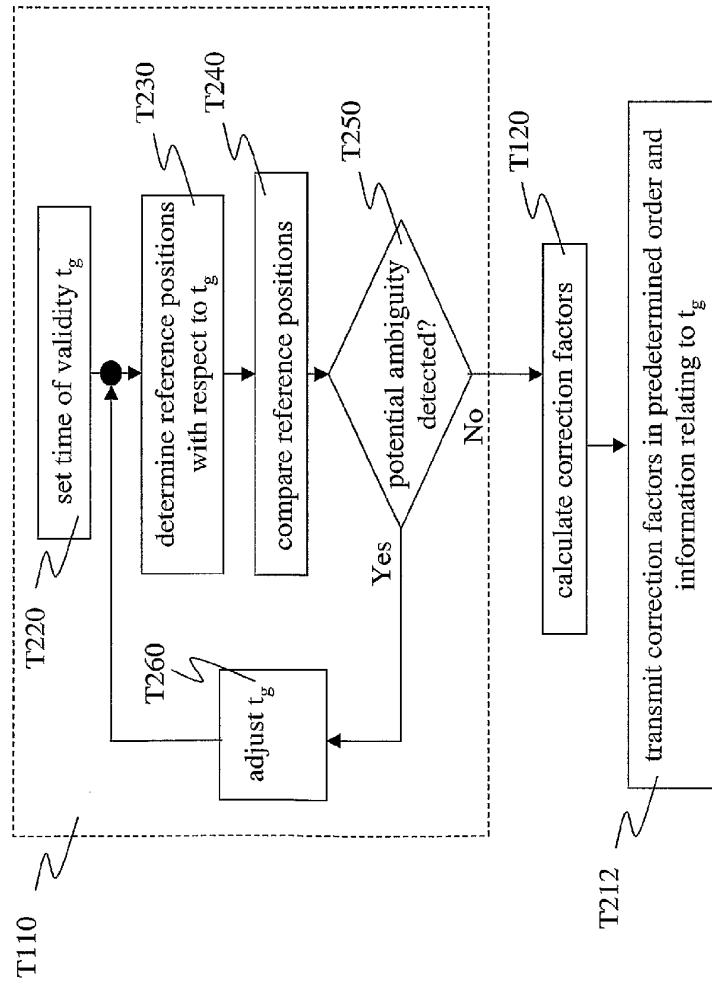 T110
T220
set time of validity t_g
T230
determine reference positions
with respect to t_g
T240
compare reference positions
T250
potential ambiguity
detected?
Yes
No
T260
adjust t_g
T120
calculate correction factors
T212
transmit correction factors in predetermined order and
information relating to t_g